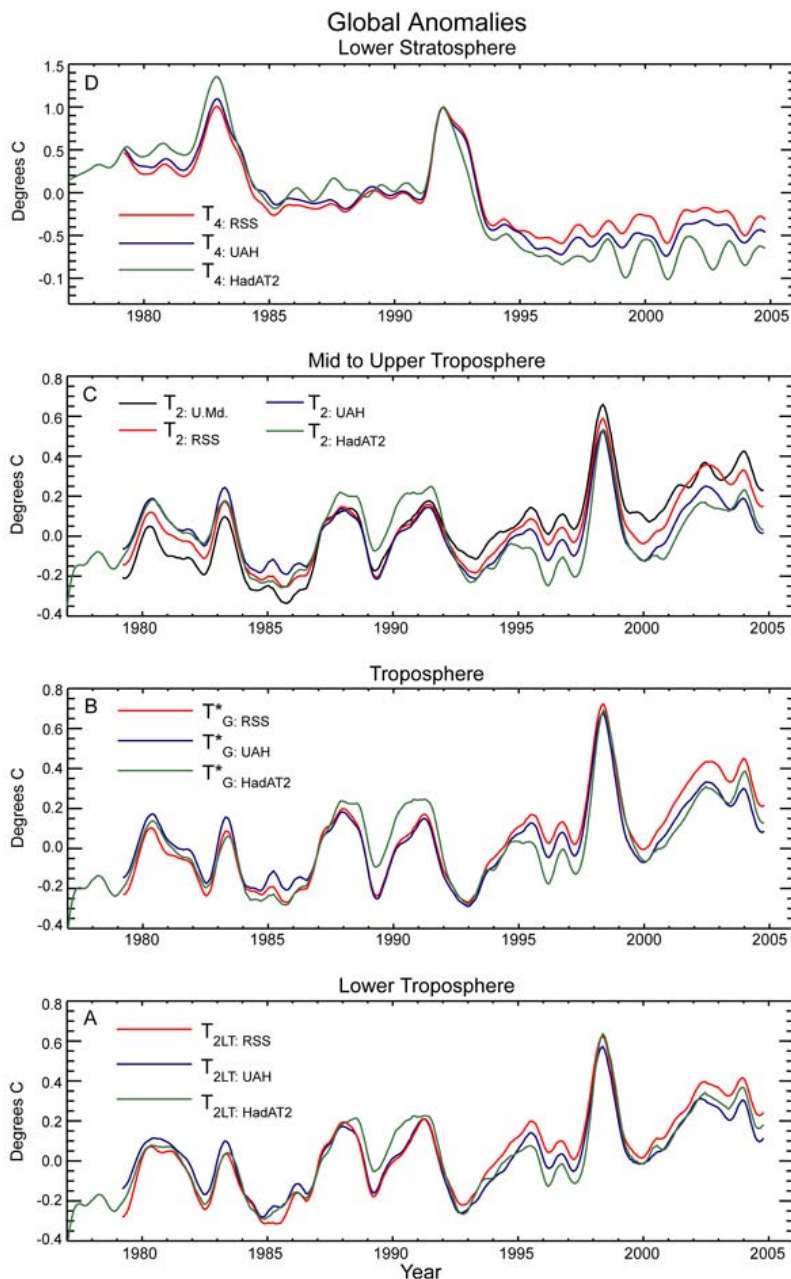 Global Anomalies
Lower Stratosphere
D
Degrees C
1.5
1.0
0.5
0.0
-0.5
-0.1
T4: RSS
T4: UAH
T4: HadAT2
1980 1985 1990 1995 2000 2005
Mid to Upper Troposphere
C
Degrees C
0.8
0.6
0.4
0.2
0.0
-0.2
-0.4
T2: U.Md.
T2: UAH
T2: RSS
T2: HadAT2
1980 1985 1990 1995 2000 2005
Troposphere
B
Degrees C
0.8
0.6
0.4
0.2
0.0
-0.2
-0.4
T*G: RSS
T*G: UAH
T*G: HadAT2
1980 1985 1990 1995 2000 2005
Lower Troposphere
A
Degrees C
0.8
0.6
0.4
0.2
0.0
-0.2
-0.4
T2LT: RSS
T2LT: UAH
T2LT: HadAT2
1980 1985 1990 1995 2000 2005
Year